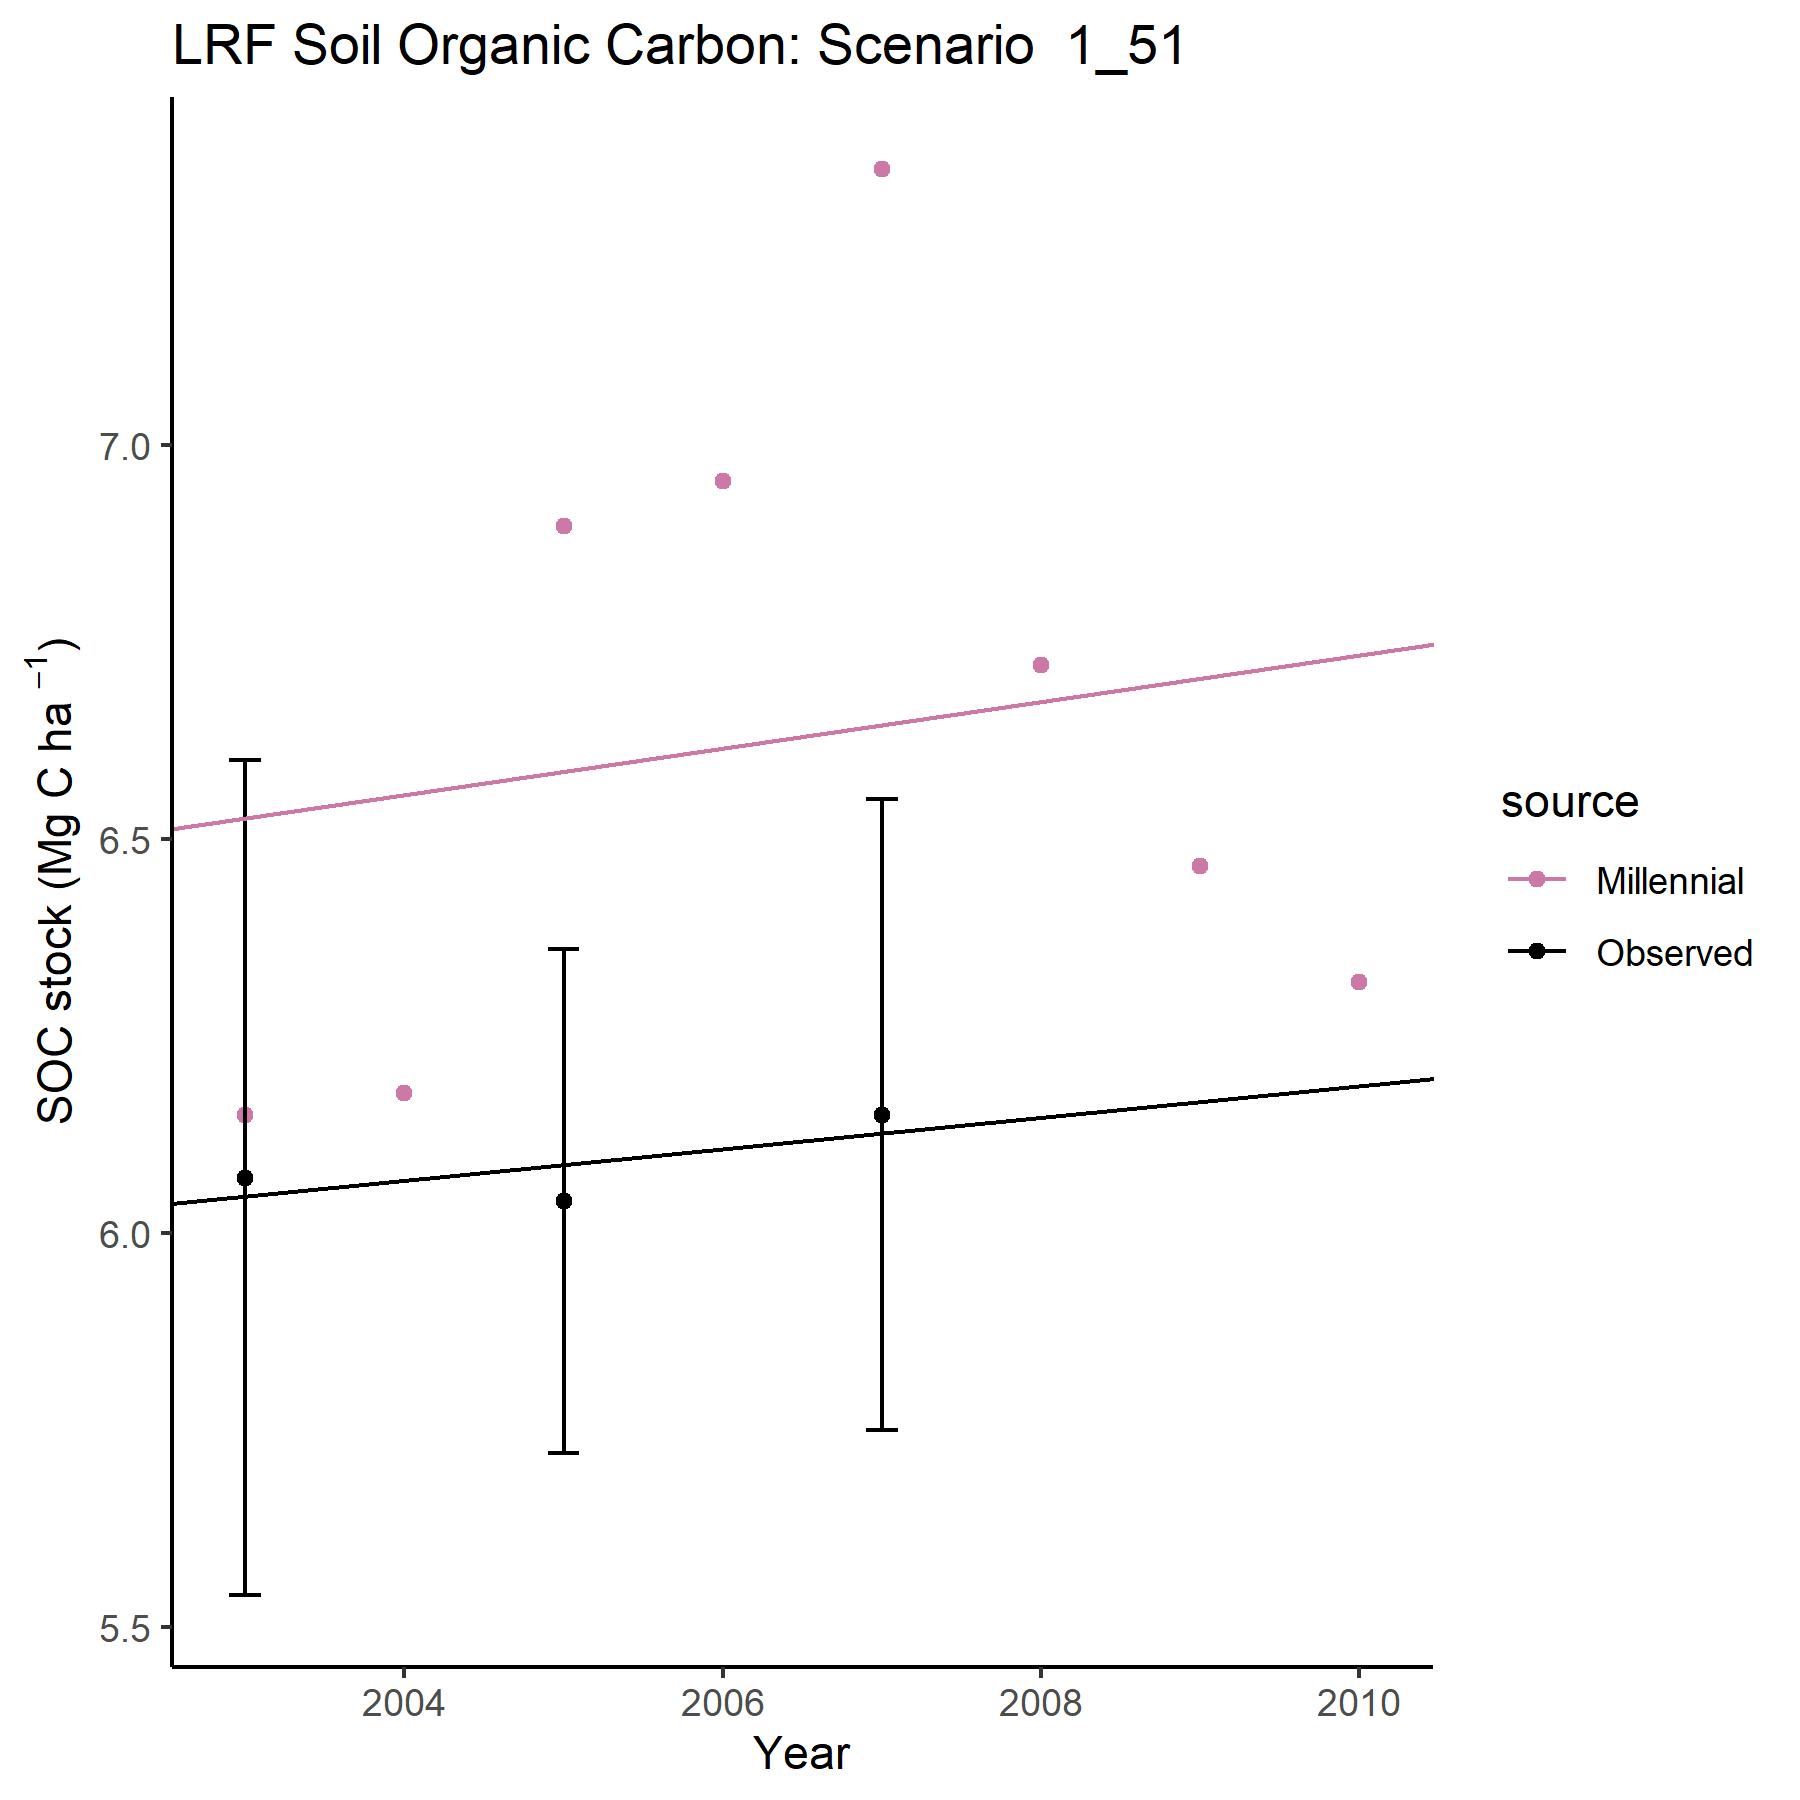 LRF Soil Organic Carbon: Scenario  1_51
SOC stock (Mg C ha −1)
7.0
6.5
6.0
5.5
2004 2006 2008 2010
Year
source
Millennial
Observed